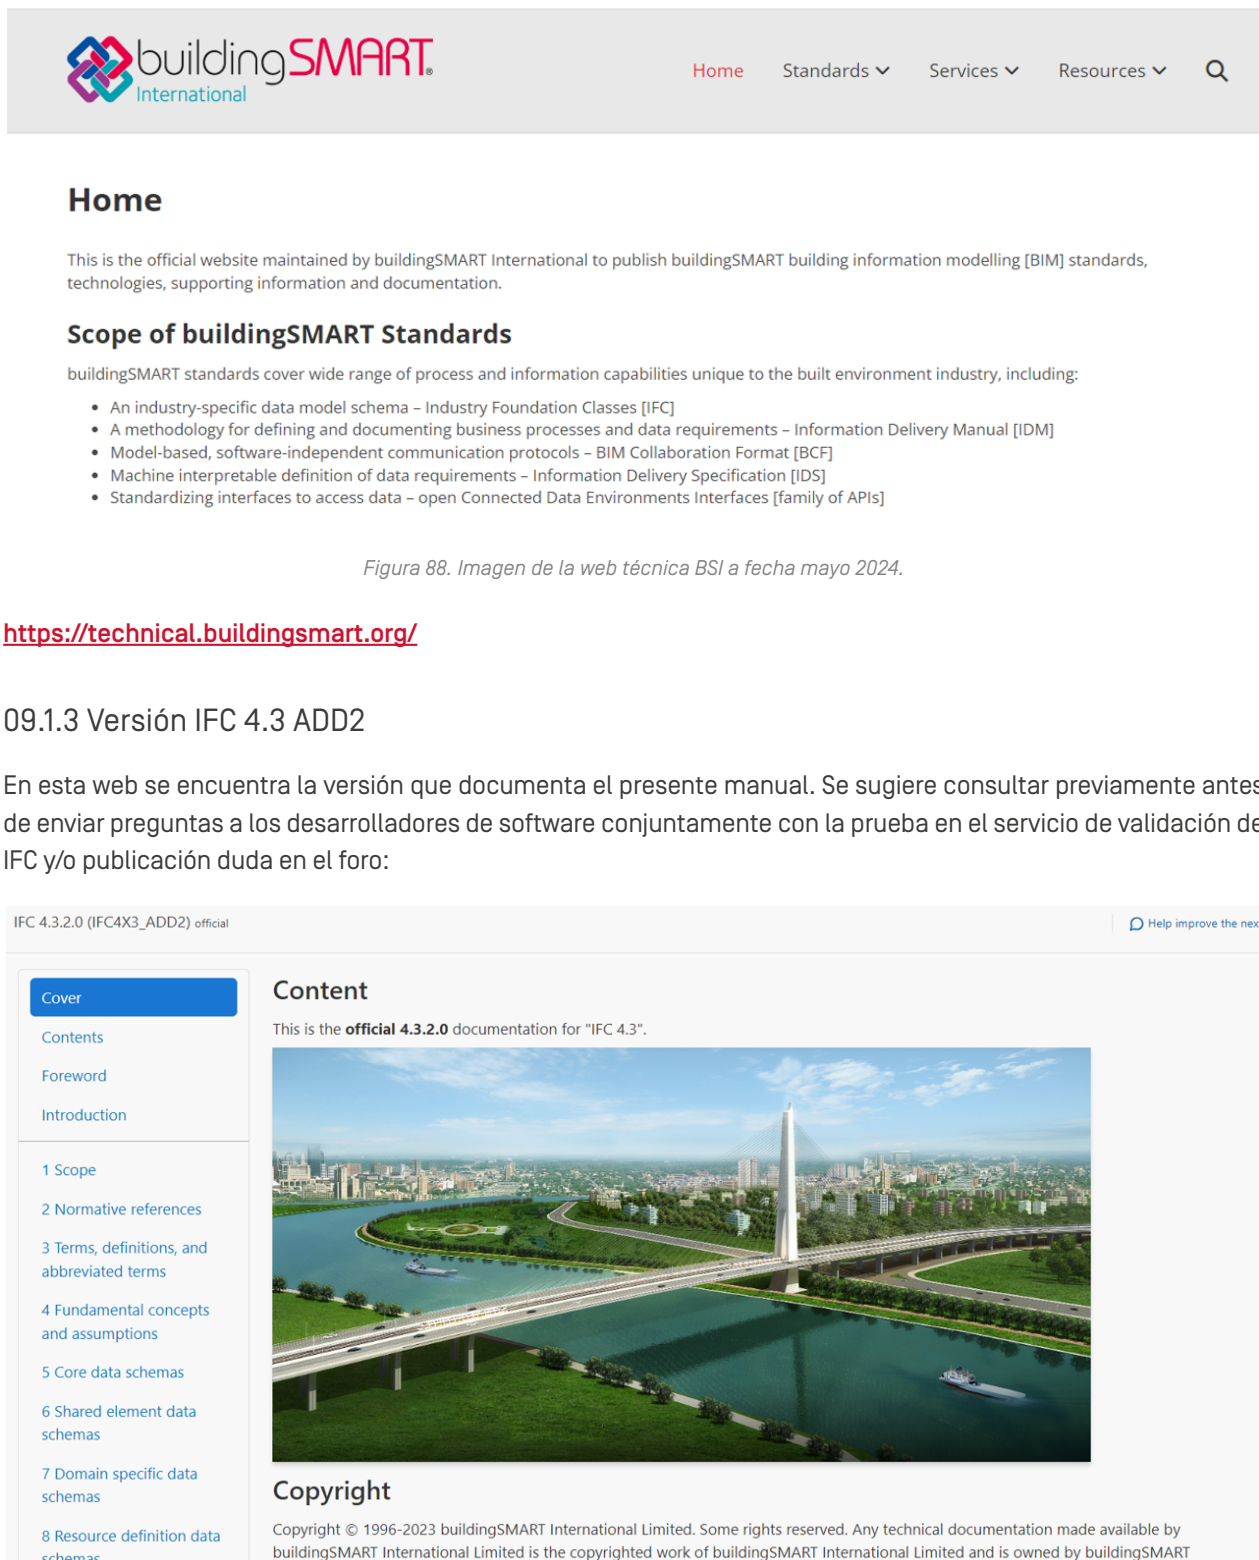 buildingSMART®
International
Home
Standards
Services
Resources
Home
This is the official website maintained by buildingSMART International to publish buildingSMART building information modelling [BIM] standards,
technologies, supporting information and documentation.
Scope of buildingSMART Standards
buildingSMART standards cover wide range of process and information capabilities unique to the built environment industry, including:
• An industry-specific data model schema – Industry Foundation Classes [IFC]
• A methodology for defining and documenting business processes and data requirements – Information Delivery Manual [IDM]
• Model-based, software-independent communication protocols – BIM Collaboration Format [BCF]
• Machine interpretable definition of data requirements – Information Delivery Specification [IDS]
• Standardizing interfaces to access data – open Connected Data Environments Interfaces [family of APIs]
Figura 88. Imagen de la web técnica BSI a fecha mayo 2024.
https://technical.buildingsmart.org/
09.1.3 Versión IFC 4.3 ADD2
En esta web se encuentra la versión que documenta el presente manual. Se sugiere consultar previamente antes
de enviar preguntas a los desarrolladores de software conjuntamente con la prueba en el servicio de validación de
IFC y/o publicación duda en el foro:
IFC 4.3.2.0 (IFC4X3_ADD2) official
Help improve the nex
Cover
Contents
Foreword
Introduction
1 Scope
2 Normative references
3 Terms, definitions, and
abbreviated terms
4 Fundamental concepts
and assumptions
5 Core data schemas
6 Shared element data
schemas
7 Domain specific data
schemas
8 Resource definition data
schemas
Content
This is the official 4.3.2.0 documentation for "IFC 4.3".
Copyright
Copyright © 1996-2023 buildingSMART International Limited. Some rights reserved. Any technical documentation made available by
buildingSMART International Limited is the copyrighted work of buildingSMART International Limited and is owned by buildingSMART